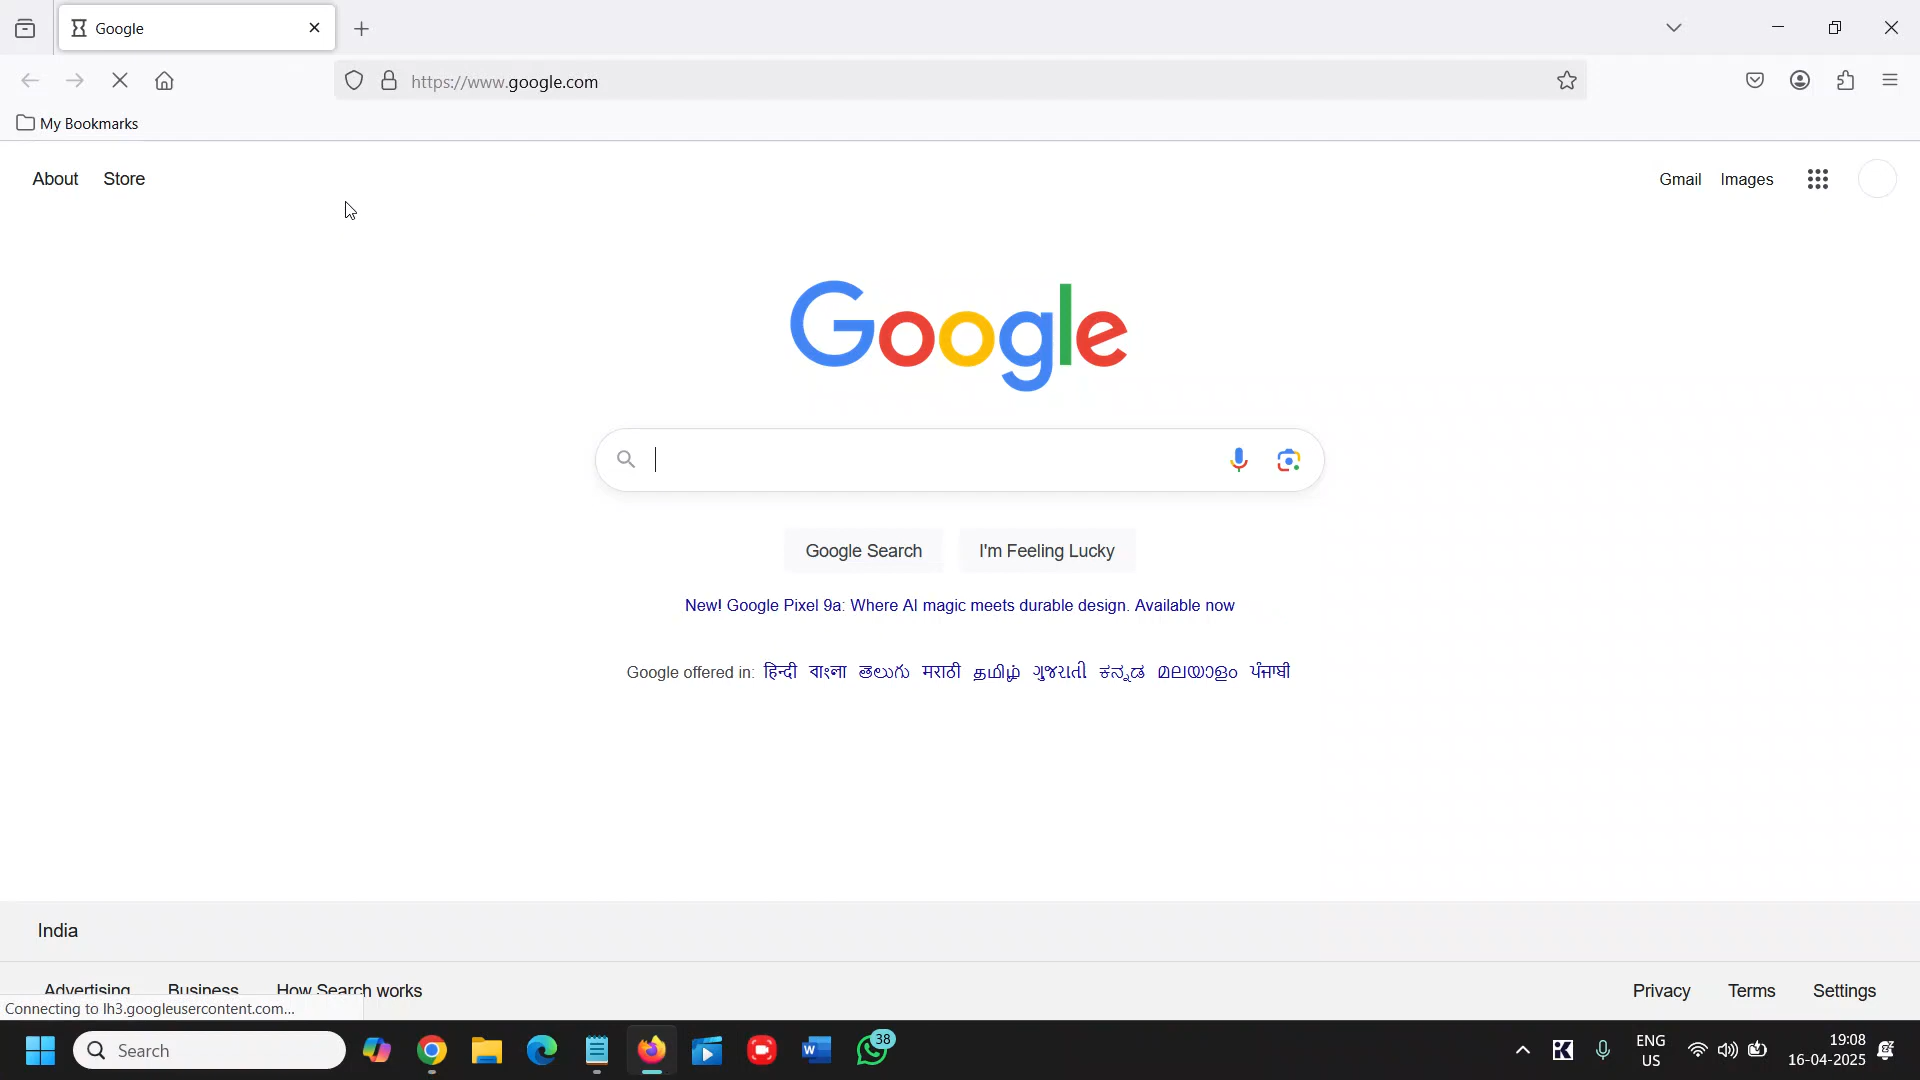 Google
https://www.google.com
My Bookmarks
About Store
Gmail Images
Google
Google Search I'm Feeling Lucky
New! Google Pixel 9a: Where AI magic meets durable design. Available now
Google offered in: हिन्दी বাংলা తెలుగు मराठी தமிழ் ગુજરાતી ಕನ್ನಡ മലയാളം ਪੰਜਾਬੀ
India
Advertising Business How Search works
Privacy Terms Settings
Connecting to lh3.googleusercontent.com...
Search
38
ENG
US
19:08
16-04-2025